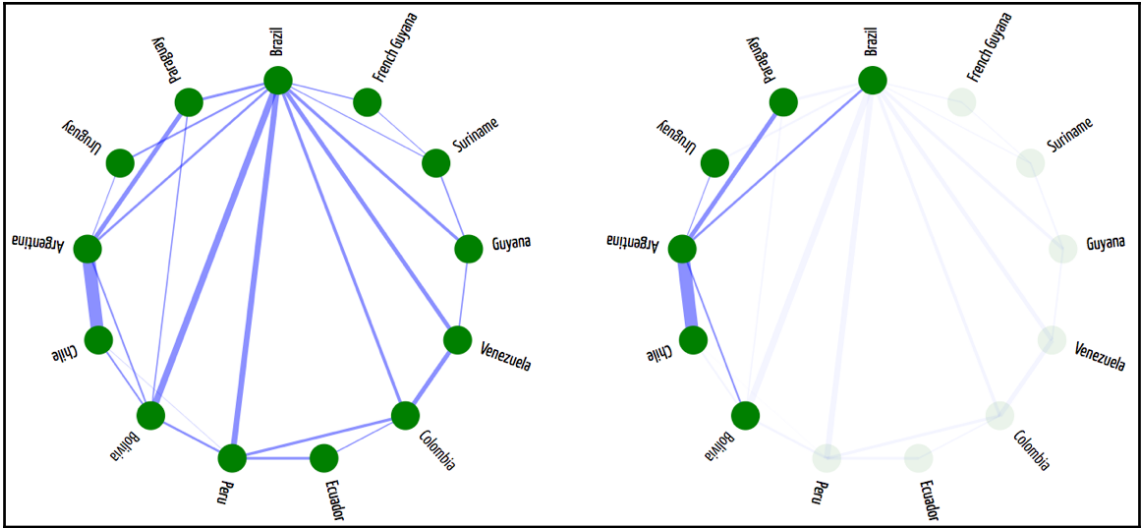 Brazil
French Guyana
Suriname
Guyana
Venezuela
Colombia
Ecuador
Peru
Bolivia
Chile
Argentina
Uruguay
Paraguay
Brazil
French Guyana
Suriname
Guyana
Venezuela
Colombia
Ecuador
Peru
Bolivia
Chile
Argentina
Uruguay
Paraguay